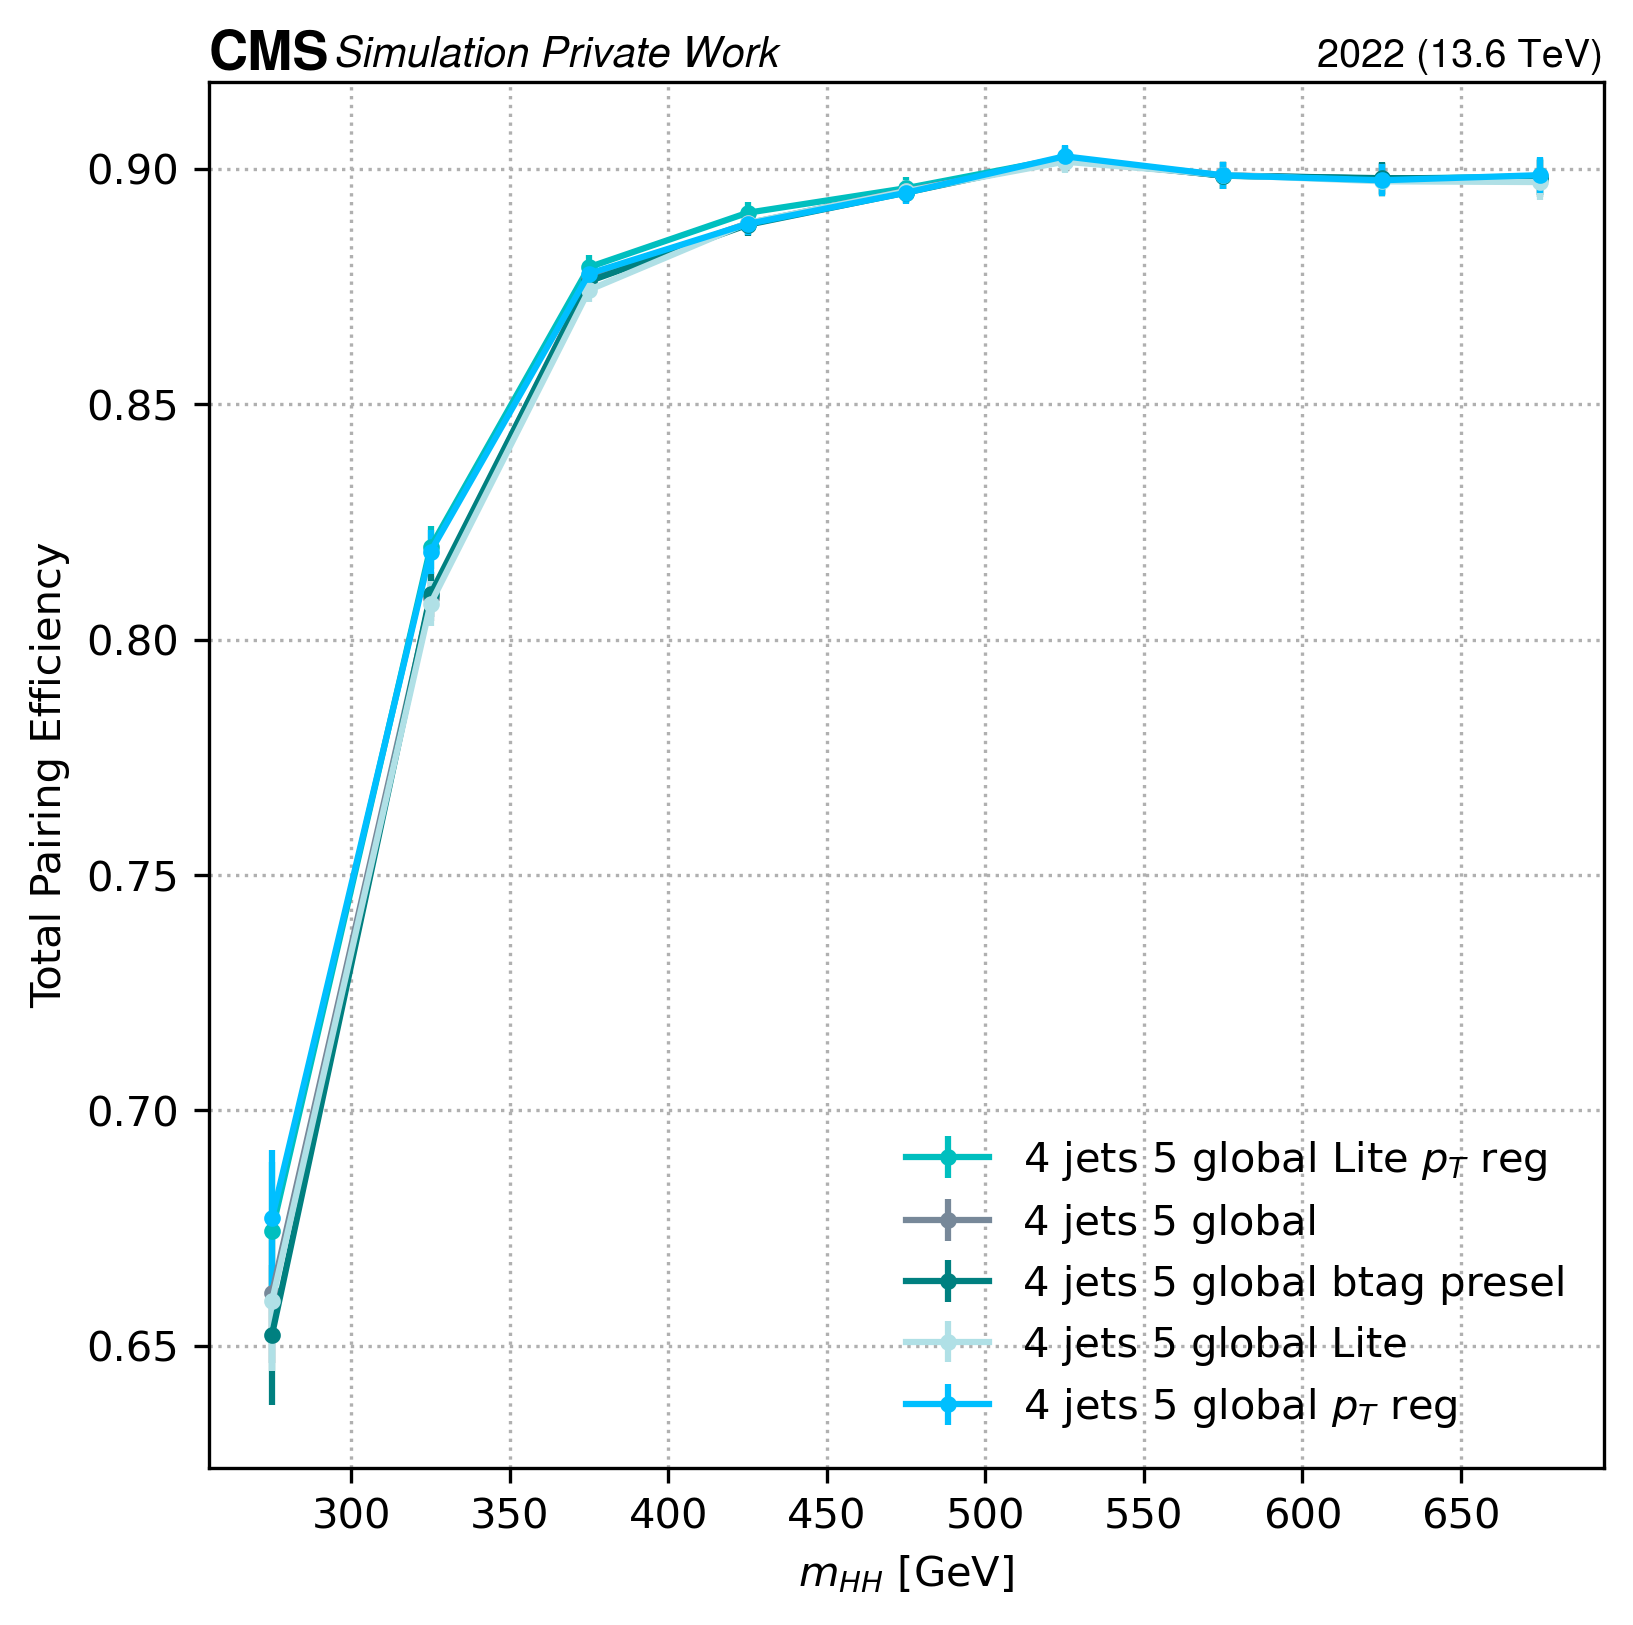 CMS Simulation Private Work 2022 (13.6 TeV)
Total Pairing Efficiency
0.90
0.85
0.80
0.75
0.70
0.65
4 jets 5 global Lite p_T reg
4 jets 5 global
4 jets 5 global btag presel
4 jets 5 global Lite
4 jets 5 global p_T reg
300 350 400 450 500 550 600 650
m_HH [GeV]